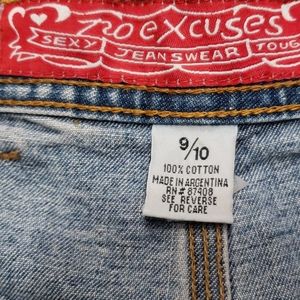 no eXcuses
SEXY JEANSWEAR TOUGH
9/10
100% COTTON
MADE IN ARGENTINA
RN# 87408
SEE REVERSE
FOR CARE